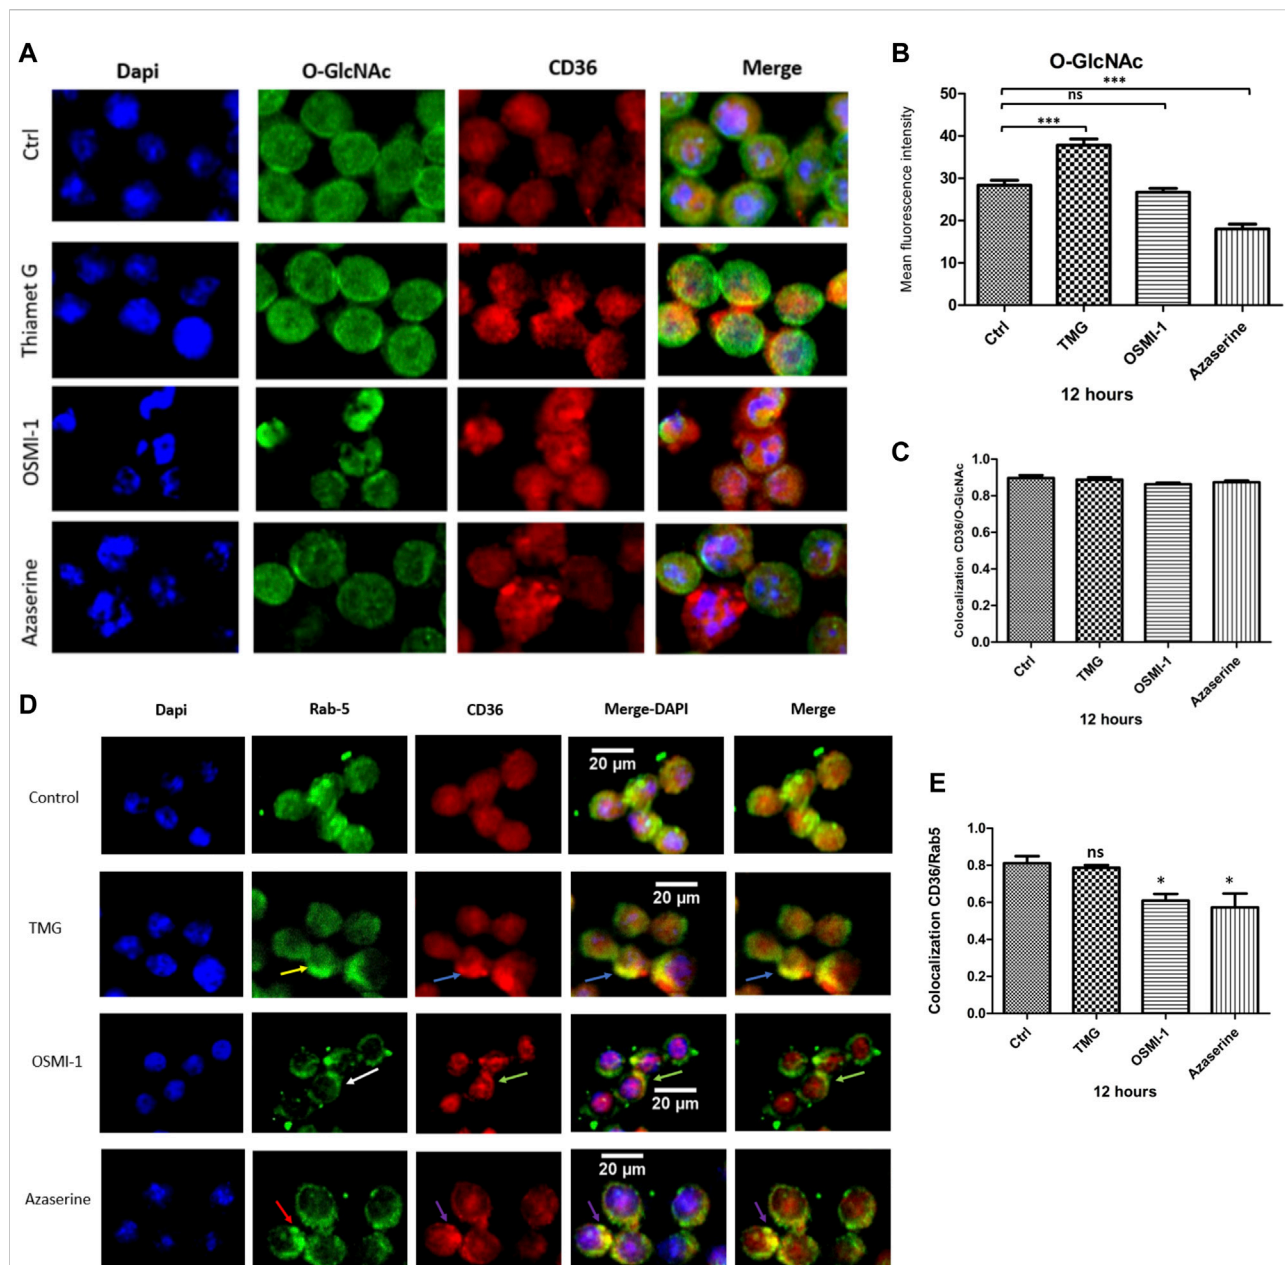 A
Dapi
O-GlcNAc
CD36
Merge
Ctrl
Thiamet G
OSMI-1
Azaserine
B
O-GlcNAc
***
ns
***
Mean fluorescence intensity
50
40
30
20
10
0
Ctrl
TMG
OSMI-1
Azaserine
12 hours
C
Colocalization CD36/O-GlcNAc
1.0
0.8
0.6
0.4
0.2
0.0
Ctrl
TMG
OSMI-1
Azaserine
12 hours
D
Dapi
Rab-5
CD36
Merge-DAPI
Merge
Control
20 µm
TMG
20 µm
OSMI-1
20 µm
Azaserine
20 µm
E
Colocalization CD36/Rab5
1.0
0.8
0.6
0.4
0.2
0.0
ns
*
*
Ctrl
TMG
OSMI-1
Azaserine
12 hours